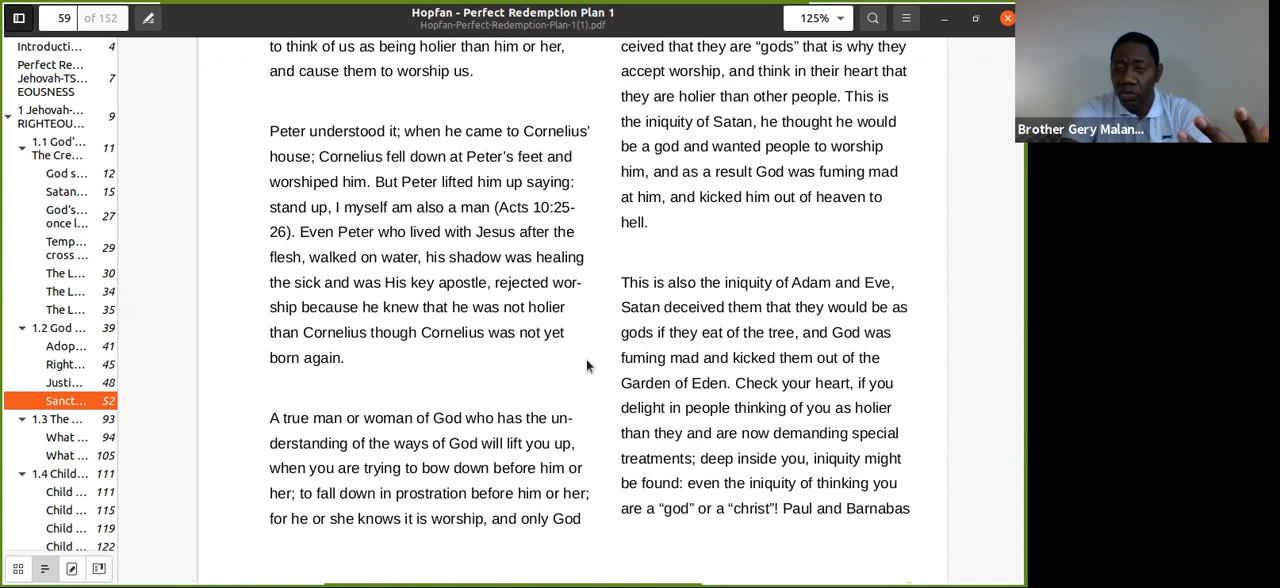 59
of 152
Hopfan - Perfect Redemption Plan 1
Hopfan-Perfect-Redemption-Plan-1(1).pdf
125%
Introducti... 4
Perfect Re...
Jehovah-TS... 7
EOUSNESS
1 Jehovah-... 9
RIGHTEOU...
1.1 God'... 11
The Cre...
God s... 12
Satan... 15
God's... 27
once l...
Temp... 29
cross ...
The L... 30
The L... 34
The L... 35
1.2 God ... 39
Adop... 41
Right... 45
Justi... 48
Sanct... 52
1.3 The ... 93
What ... 94
What ... 105
1.4 Child... 111
Child ... 111
Child ... 115
Child ... 119
Child ... 122
to think of us as being holier than him or her,
and cause them to worship us.
Peter understood it; when he came to Cornelius'
house; Cornelius fell down at Peter's feet and
worshiped him. But Peter lifted him up saying:
stand up, I myself am also a man (Acts 10:25-
26). Even Peter who lived with Jesus after the
flesh, walked on water, his shadow was healing
the sick and was His key apostle, rejected wor-
ship because he knew that he was not holier
than Cornelius though Cornelius was not yet
born again.
A true man or woman of God who has the un-
derstanding of the ways of God will lift you up,
when you are trying to bow down before him or
her; to fall down in prostration before him or her;
for he or she knows it is worship, and only God
ceived that they are “gods” that is why they
accept worship, and think in their heart that
they are holier than other people. This is
the iniquity of Satan, he thought he would
be a god and wanted people to worship
him, and as a result God was fuming mad
at him, and kicked him out of heaven to
hell.
This is also the iniquity of Adam and Eve,
Satan deceived them that they would be as
gods if they eat of the tree, and God was
fuming mad and kicked them out of the
Garden of Eden. Check your heart, if you
delight in people thinking of you as holier
than they and are now demanding special
treatments; deep inside you, iniquity might
be found: even the iniquity of thinking you
are a “god” or a “christ”! Paul and Barnabas
Brother Gery Malan...